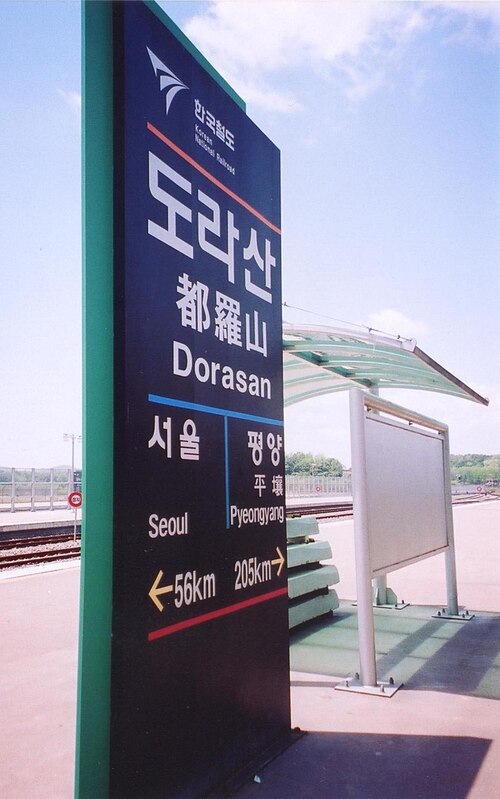 한국철도
Korean
National Railroad
도라산
都羅山
Dorasan
서울
Seoul
56km
평양
平壤
Pyeongyang
205km